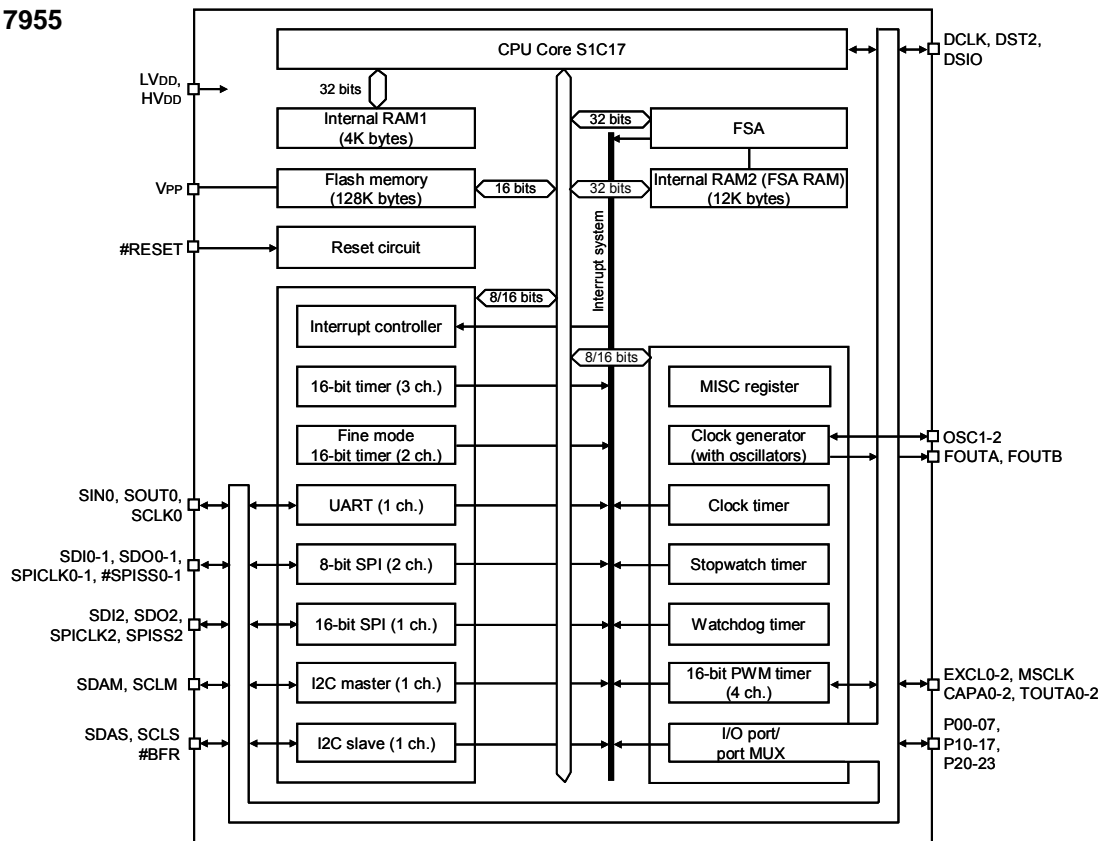 7955
CPU Core S1C17
DCLK, DST2,
DSIO
LVDD,
HVDD
32 bits
Internal RAM1
(4K bytes)
32 bits
FSA
VPP
Flash memory
(128K bytes)
16 bits
32 bits
Internal RAM2 (FSA RAM)
(12K bytes)
#RESET
Reset circuit
Interrupt system
8/16 bits
Interrupt controller
8/16 bits
16-bit timer (3 ch.)
MISC register
Fine mode
16-bit timer (2 ch.)
Clock generator
(with oscillators)
OSC1-2
FOUTA, FOUTB
SIN0, SOUT0,
SCLK0
UART (1 ch.)
Clock timer
SDI0-1, SDO0-1,
SPICLK0-1, #SPISS0-1
8-bit SPI (2 ch.)
Stopwatch timer
SDI2, SDO2,
SPICLK2, SPISS2
16-bit SPI (1 ch.)
Watchdog timer
SDAM, SCLM
I2C master (1 ch.)
16-bit PWM timer
(4 ch.)
EXCL0-2, MSCLK
CAPA0-2, TOUTA0-2
SDAS, SCLS
#BFR
I2C slave (1 ch.)
I/O port/
port MUX
P00-07,
P10-17,
P20-23